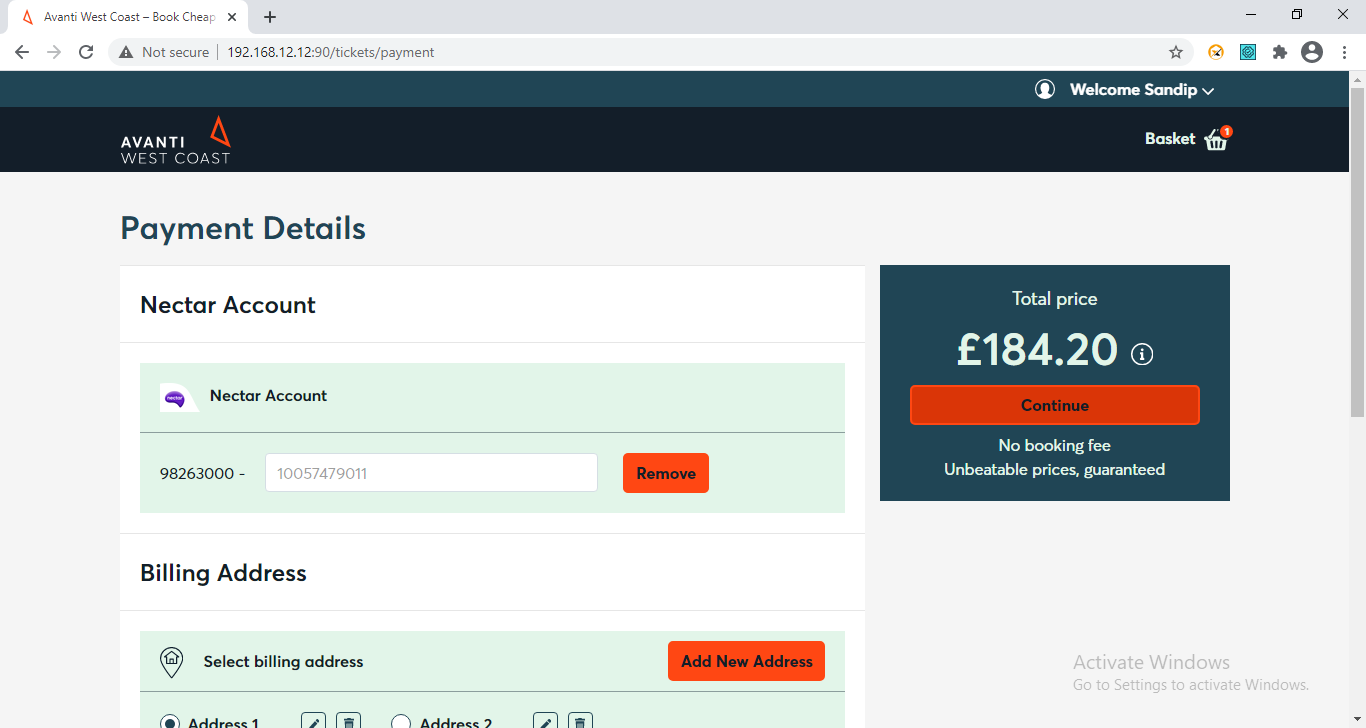 Avanti West Coast – Book Cheap
Not secure
192.168.12.12:90/tickets/payment
Welcome Sandip
AVANTI
WEST COAST
Basket 1
Payment Details
Nectar Account
nectar
Nectar Account
98263000 -
10057479011
Remove
Total price
£184.20
Continue
No booking fee
Unbeatable prices, guaranteed
Billing Address
Select billing address
Add New Address
Address 1
Address 2
Activate Windows
Go to Settings to activate Windows.